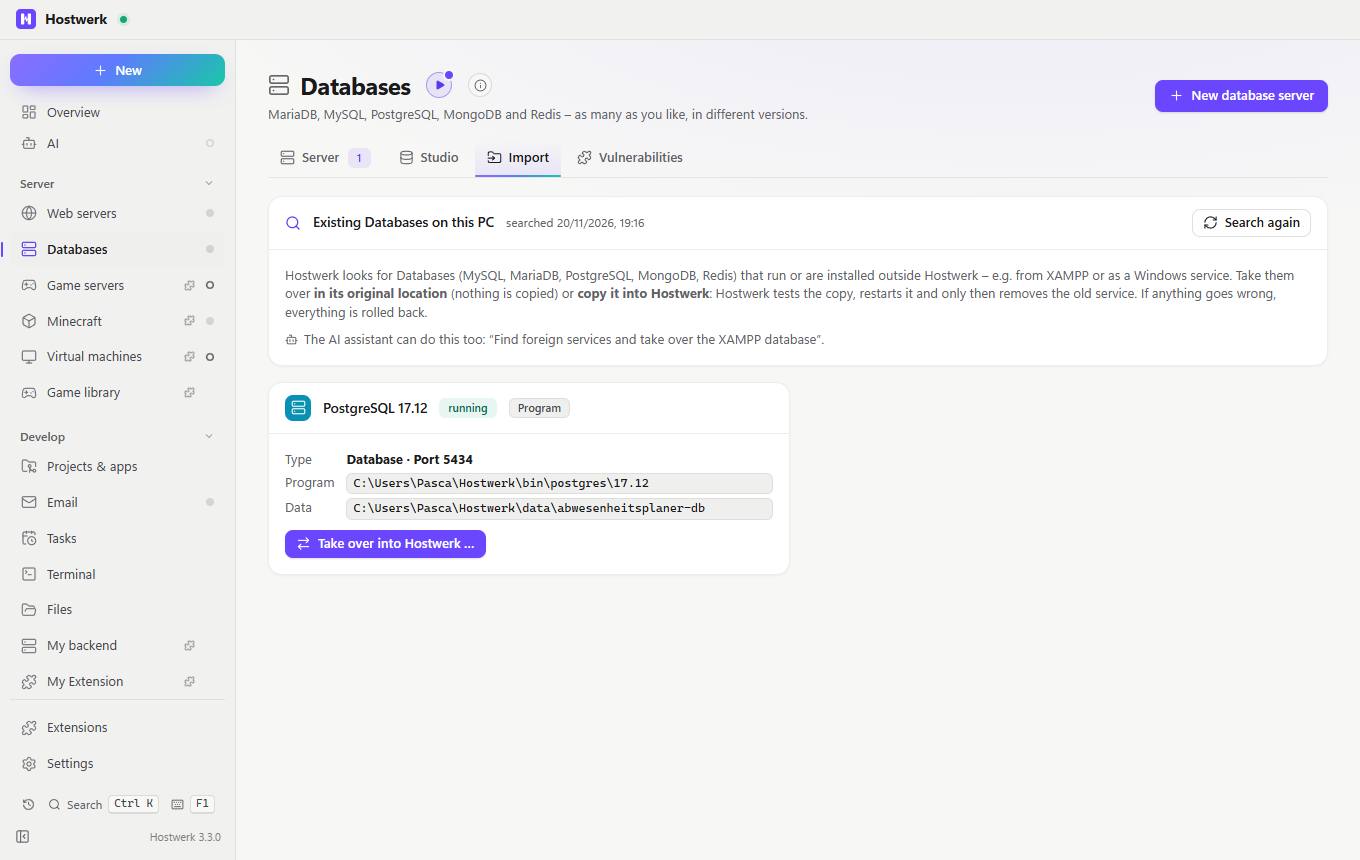 Hostwerk
New
Overview
AI
Server
Web servers
Databases
Game servers
Minecraft
Virtual machines
Game library
Develop
Projects & apps
Email
Tasks
Terminal
Files
My backend
My Extension
Extensions
Settings
Search Ctrl K F1
Hostwerk 3.3.0
Databases
MariaDB, MySQL, PostgreSQL, MongoDB and Redis – as many as you like, in different versions.
New database server
Server 1 Studio Import Vulnerabilities
Existing Databases on this PC searched 20/11/2026, 19:16
Search again
Hostwerk looks for Databases (MySQL, MariaDB, PostgreSQL, MongoDB, Redis) that run or are installed outside Hostwerk – e.g. from XAMPP or as a Windows service. Take them
over in its original location (nothing is copied) or copy it into Hostwerk: Hostwerk tests the copy, restarts it and only then removes the old service. If anything goes wrong,
everything is rolled back.
The AI assistant can do this too: “Find foreign services and take over the XAMPP database”.
PostgreSQL 17.12 running Program
Type Database · Port 5434
Program C:\Users\Pasca\Hostwerk\bin\postgres\17.12
Data C:\Users\Pasca\Hostwerk\data\abwesenheitsplaner-db
Take over into Hostwerk ...